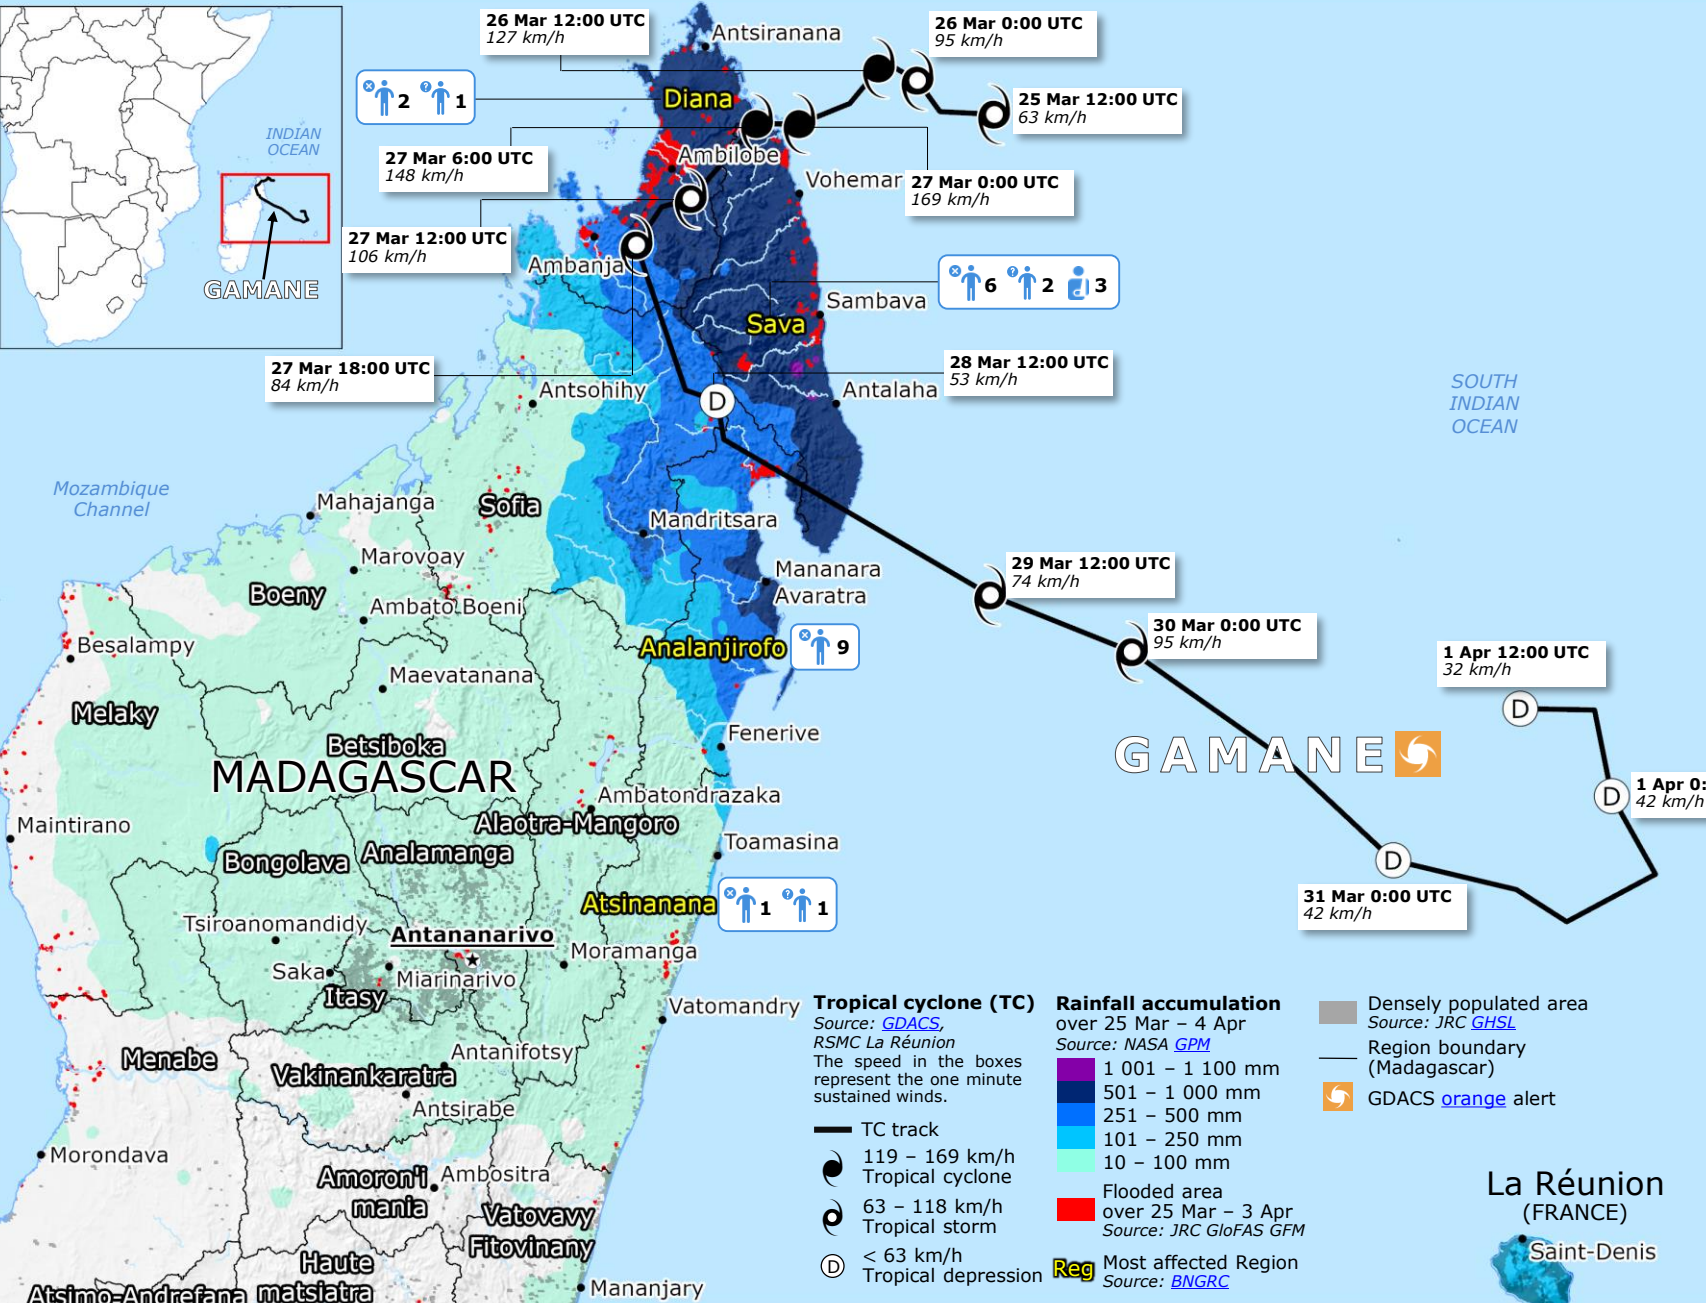 INDIAN
OCEAN
GAMANE
26 Mar 12:00 UTC
127 km/h
26 Mar 0:00 UTC
95 km/h
25 Mar 12:00 UTC
63 km/h
Antsiranana
2 1
Diana
27 Mar 6:00 UTC
148 km/h
Ambilobe
Vohemar
27 Mar 0:00 UTC
169 km/h
27 Mar 12:00 UTC
106 km/h
Ambanja
6 2 3
Sambava
Sava
27 Mar 18:00 UTC
84 km/h
28 Mar 12:00 UTC
53 km/h
D
Antsohihy
Antalaha
SOUTH
INDIAN
OCEAN
Mozambique
Channel
Mahajanga
Sofia
Mandritsara
Marovoay
Mananara
Avaratra
29 Mar 12:00 UTC
74 km/h
Boeny
Ambato Boeni
30 Mar 0:00 UTC
95 km/h
Besalampy
Analanjirofo
9
1 Apr 12:00 UTC
32 km/h
Maevatanana
D
Melaky
Betsiboka
Fenerive
MADAGASCAR
GAMANE
Ambatondrazaka
D
1 Apr 0:
42 km/h
Maintirano
Alaotra-Mangoro
Toamasina
Bongolava
Analamanga
D
31 Mar 0:00 UTC
42 km/h
Atsinanana
1 1
Tsiroanomandidy
Antananarivo
Moramanga
Saka
Miarinarivo
Itasy
Vatomandry
Menabe
Antanifotsy
Vakinankaratra
Antsirabe
Morondava
Amoron'i
mania
Ambositra
Vatovavy
Fitovinany
Haute
matsiatra
Atsimo-Andrefana
Mananjary
Tropical cyclone (TC)
Source: GDACS,
RSMC La Réunion
The speed in the boxes
represent the one minute
sustained winds.
TC track
119 – 169 km/h
Tropical cyclone
63 – 118 km/h
Tropical storm
D
< 63 km/h
Tropical depression
Rainfall accumulation
over 25 Mar – 4 Apr
Source: NASA GPM
1 001 – 1 100 mm
501 – 1 000 mm
251 – 500 mm
101 – 250 mm
10 – 100 mm
Flooded area
over 25 Mar – 3 Apr
Source: JRC GloFAS GFM
Reg Most affected Region
Source: BNGRC
Densely populated area
Source: JRC GHSL
Region boundary
(Madagascar)
GDACS orange alert
La Réunion
(FRANCE)
Saint-Denis